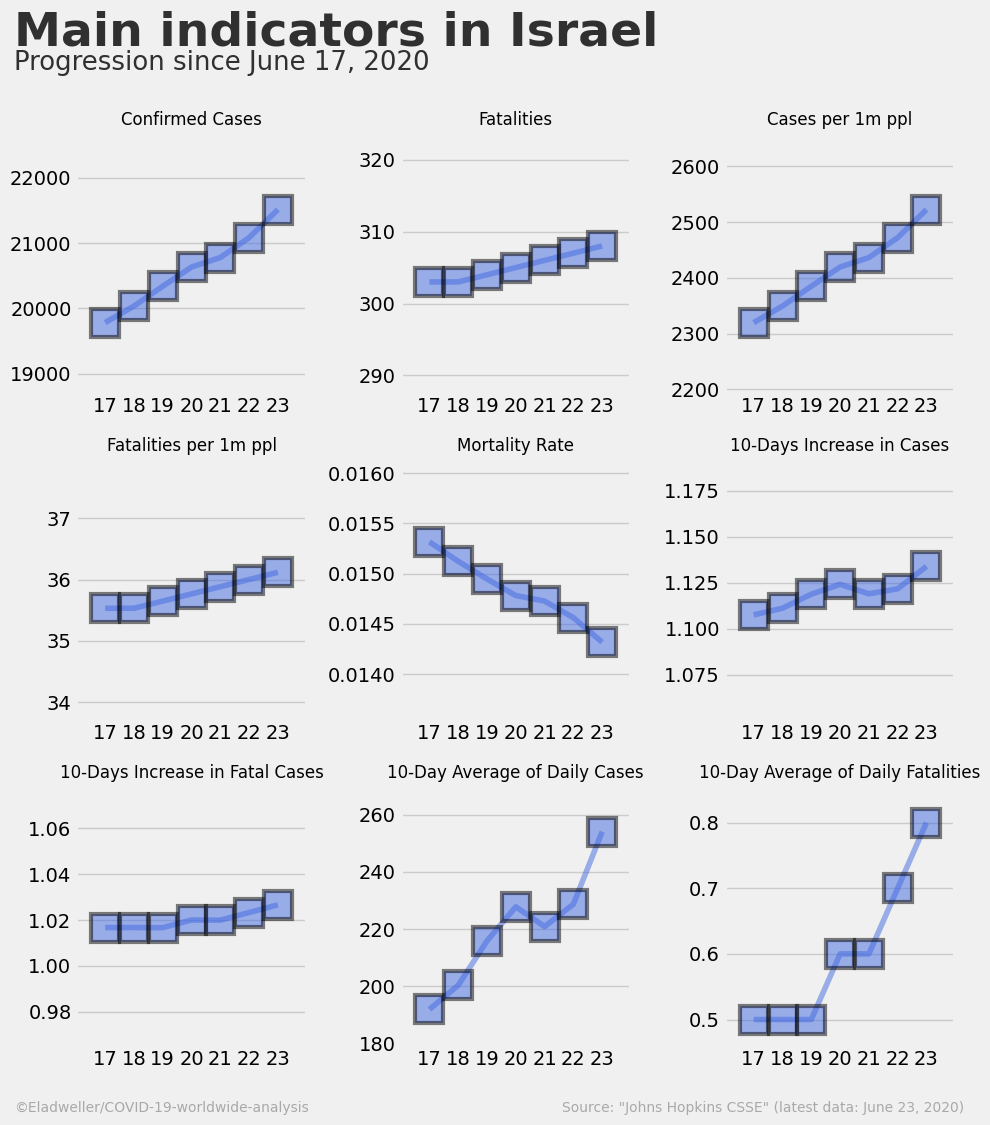 Main indicators in Israel
Progression since June 17, 2020
Confirmed Cases
22000
21000
20000
19000
17 18 19 20 21 22 23
Fatalities
320
310
300
290
17 18 19 20 21 22 23
Cases per 1m ppl
2600
2500
2400
2300
2200
17 18 19 20 21 22 23
Fatalities per 1m ppl
37
36
35
34
17 18 19 20 21 22 23
Mortality Rate
0.0160
0.0155
0.0150
0.0145
0.0140
17 18 19 20 21 22 23
10-Days Increase in Cases
1.175
1.150
1.125
1.100
1.075
17 18 19 20 21 22 23
10-Days Increase in Fatal Cases
1.06
1.04
1.02
1.00
0.98
17 18 19 20 21 22 23
10-Day Average of Daily Cases
260
240
220
200
180
17 18 19 20 21 22 23
10-Day Average of Daily Fatalities
0.8
0.7
0.6
0.5
17 18 19 20 21 22 23
©Eladweller/COVID-19-worldwide-analysis
Source: "Johns Hopkins CSSE" (latest data: June 23, 2020)